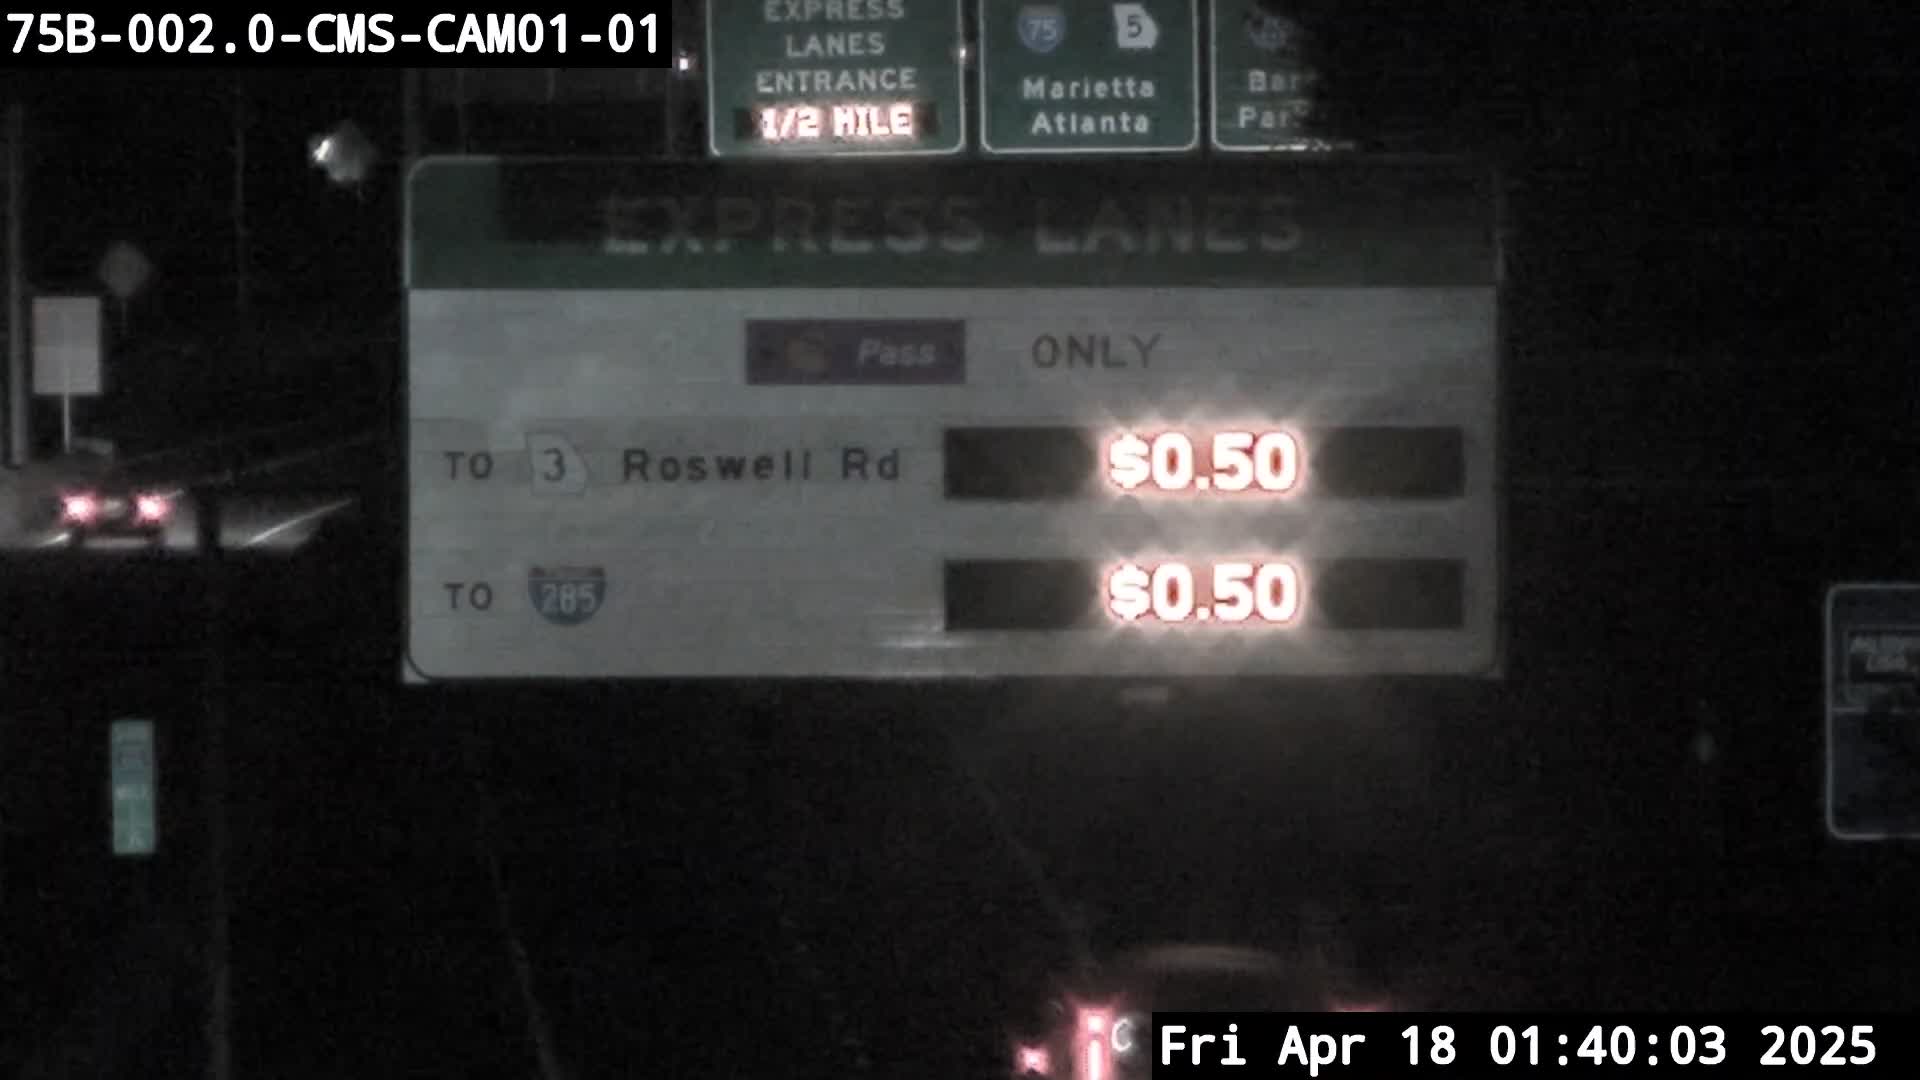 75B-002.0-CMS-CAM01-01
EXPRESS
LANES
ENTRANCE
1/2 MILE
75 5
Marietta
Atlanta
EXPRESS LANES
Pass ONLY
TO 3 Roswell Rd $0.50
TO 285 $0.50
Fri Apr 18 01:40:03 2025